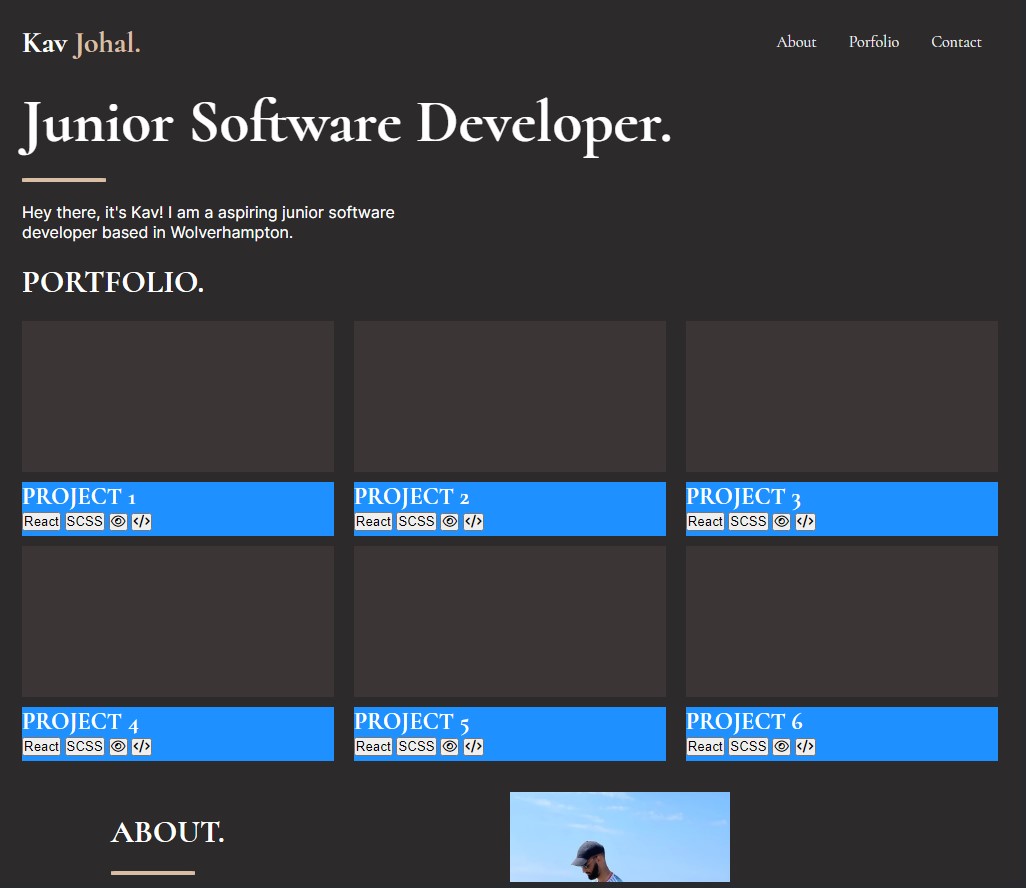 Kav Johal.
About Porfolio Contact
Junior Software Developer.
Hey there, it's Kav! I am a aspiring junior software
developer based in Wolverhampton.
PORTFOLIO.
PROJECT 1
React SCSS </>
PROJECT 2
React SCSS </>
PROJECT 3
React SCSS </>
PROJECT 4
React SCSS </>
PROJECT 5
React SCSS </>
PROJECT 6
React SCSS </>
ABOUT.